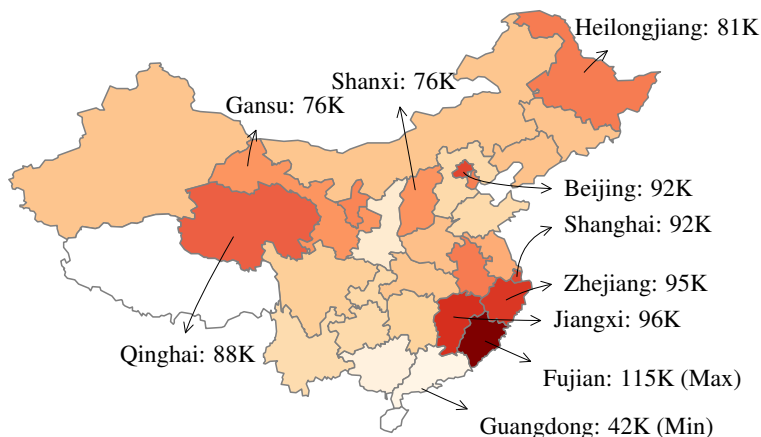 Heilongjiang: 81K
Shanxi: 76K
Gansu: 76K
Beijing: 92K
Shanghai: 92K
Zhejiang: 95K
Jiangxi: 96K
Qinghai: 88K
Fujian: 115K (Max)
Guangdong: 42K (Min)